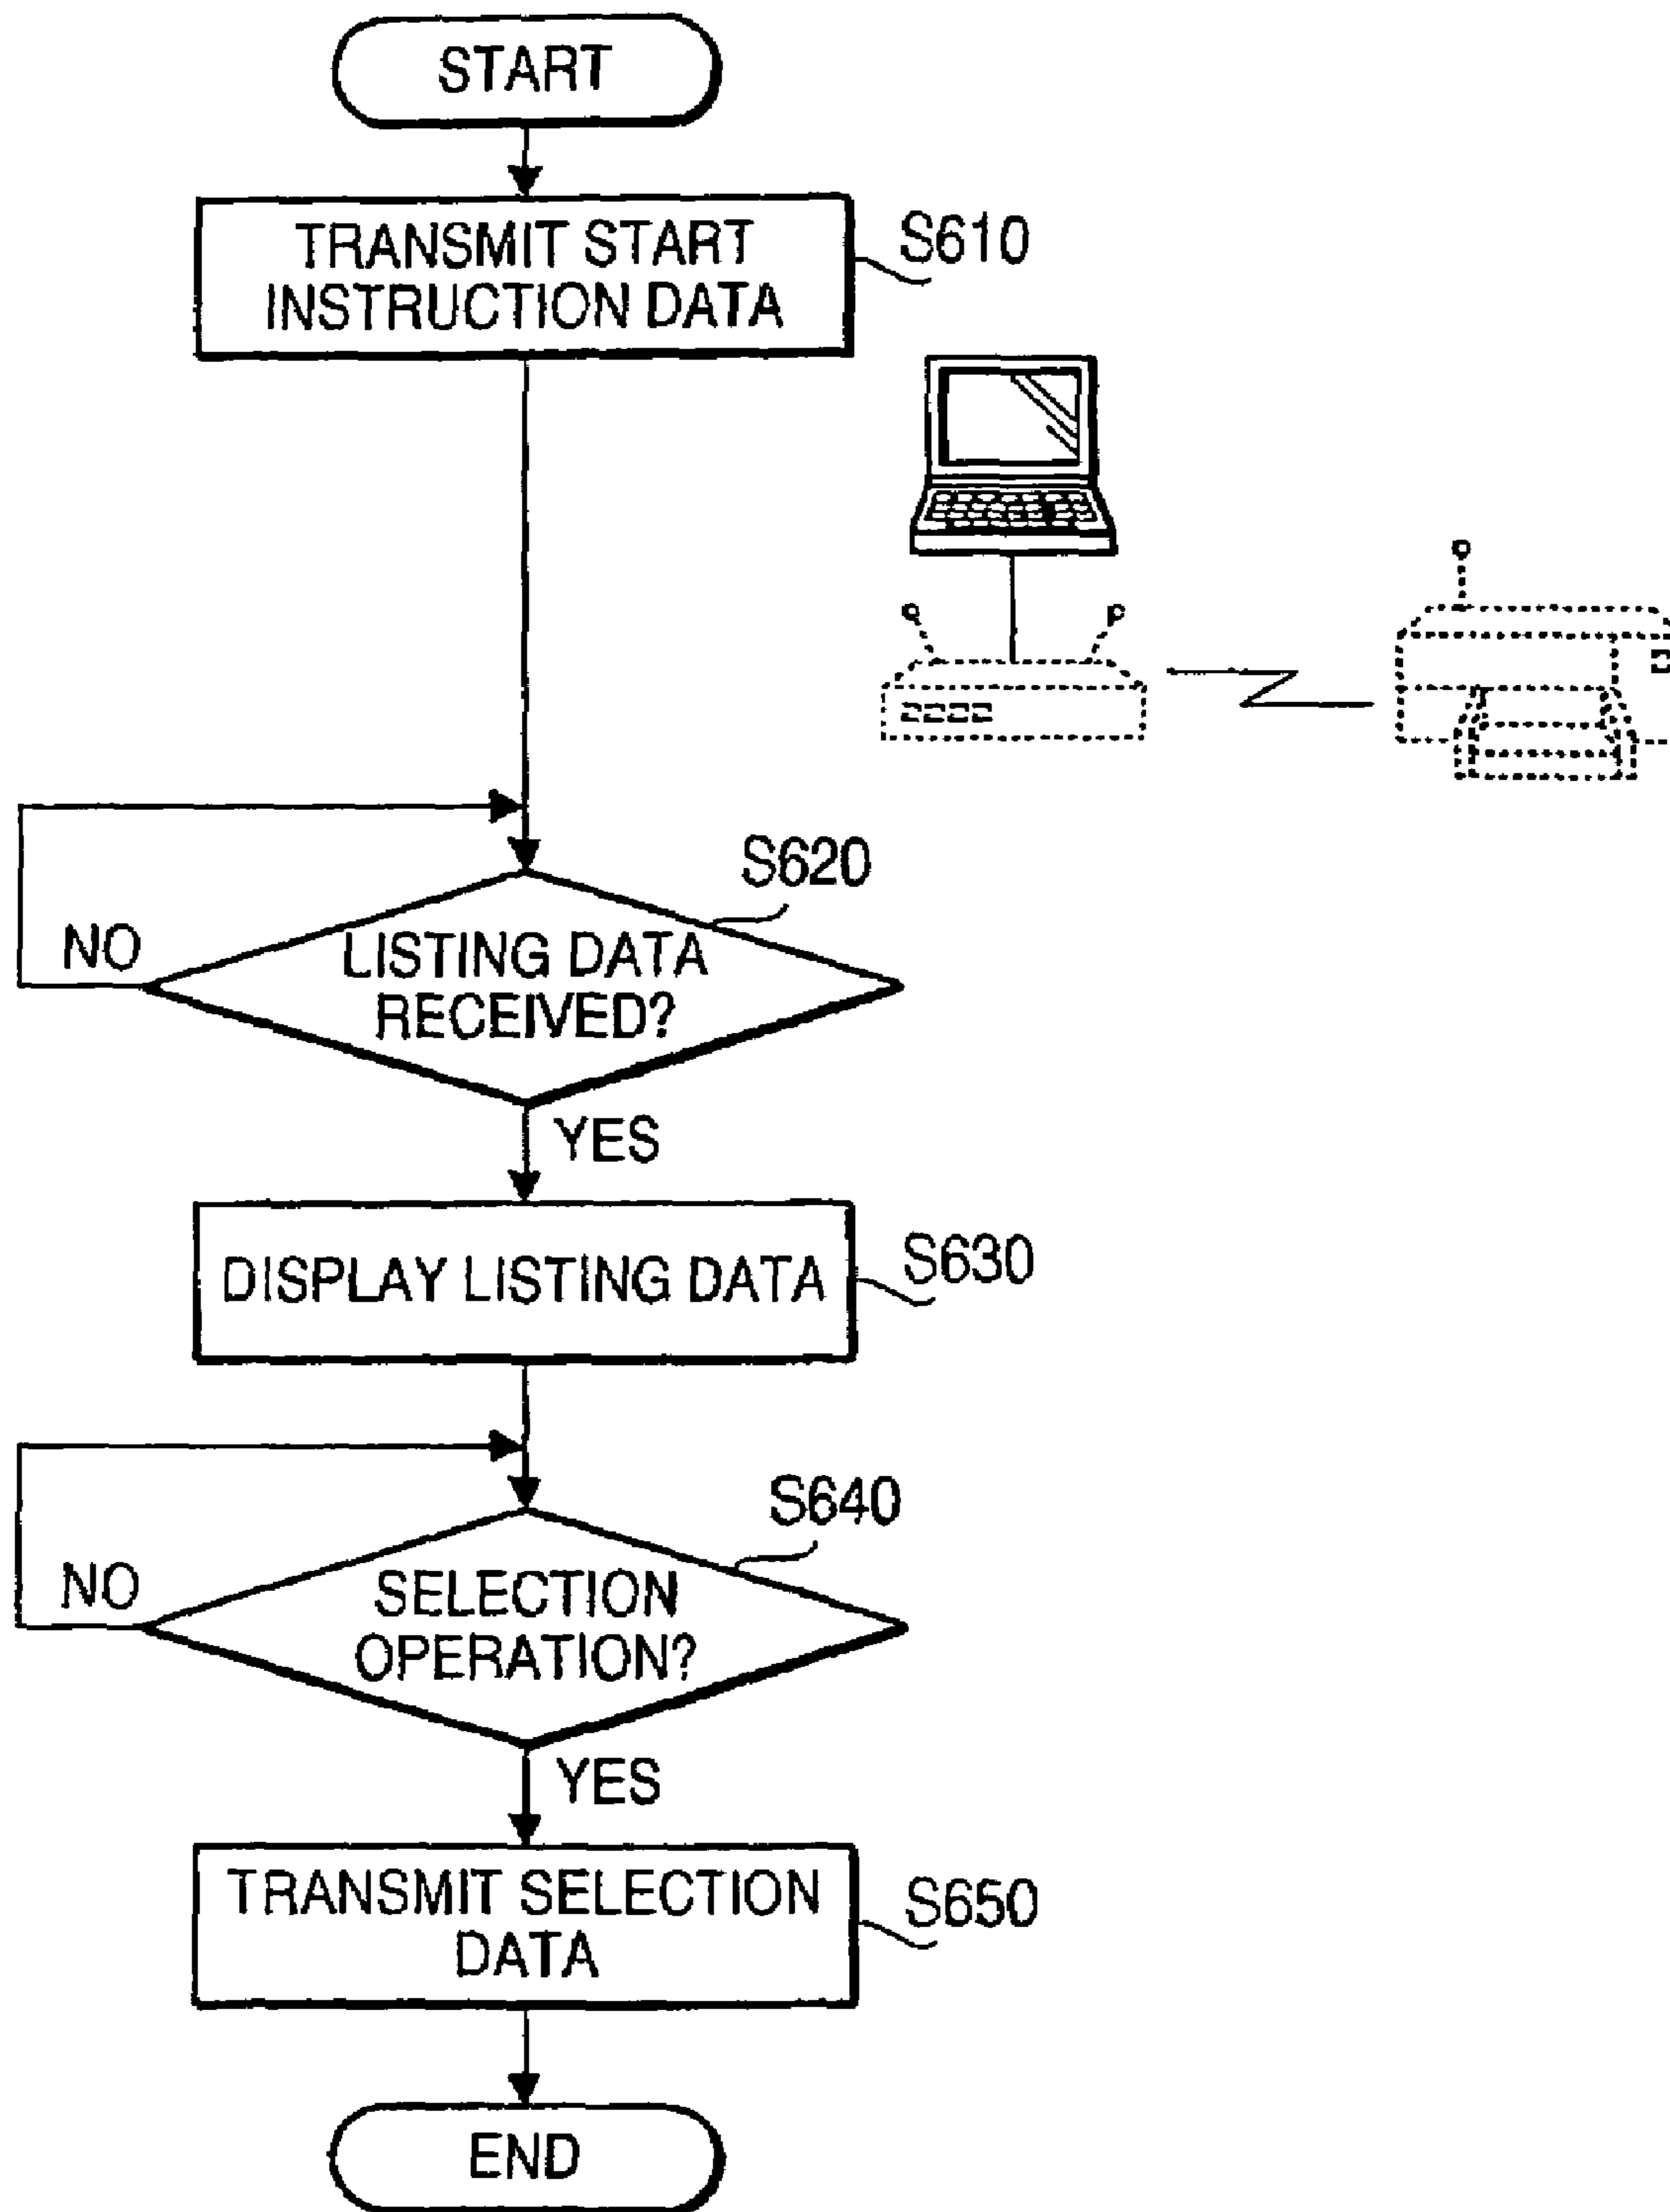 START
TRANSMIT START
INSTRUCTION DATA
S610
S620
NO
LISTING DATA
RECEIVED?
YES
DISPLAY LISTING DATA
S630
S640
NO
SELECTION
OPERATION?
YES
TRANSMIT SELECTION
DATA
S650
END